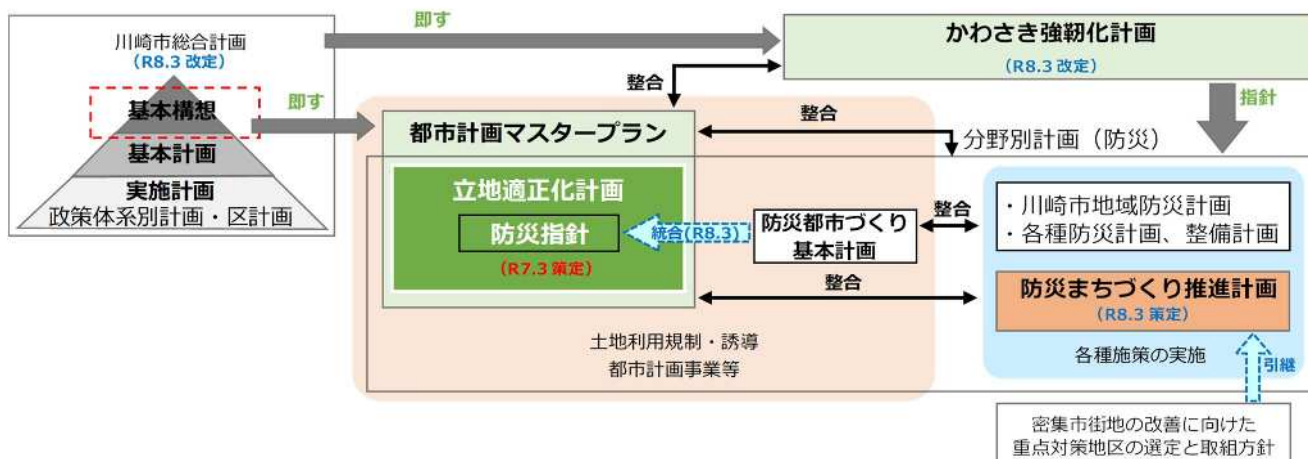 川崎市総合計画
（R8.3 改定）
基本構想
基本計画
実施計画
政策体系別計画・区計画
即す
即す
かわさき強靭化計画
（R8.3 改定）
整合
指針
都市計画マスタープラン
整合
分野別計画（防災）
立地適正化計画
防災指針
（R7.3 策定）
統合(R8.3)
防災都市づくり
基本計画
整合
・川崎市地域防災計画
・各種防災計画、整備計画
整合
防災まちづくり推進計画
（R8.3 策定）
土地利用規制・誘導
都市計画事業等
各種施策の実施
引継
密集市街地の改善に向けた
重点対策地区の選定と取組方針